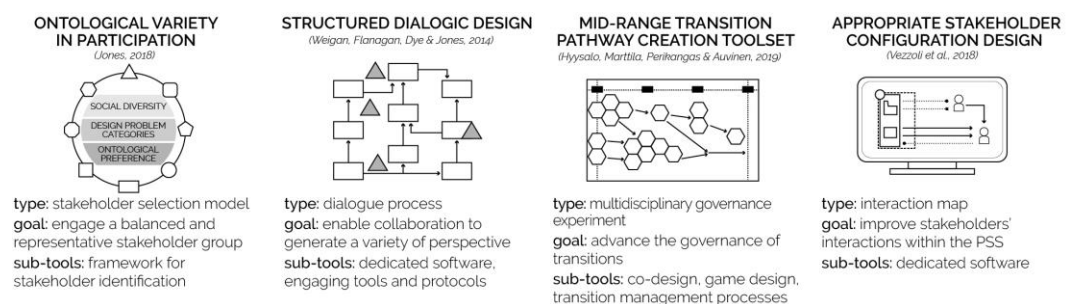 ONTOLOGICAL VARIETY
IN PARTICIPATION
(Jones, 2018)
SOCIAL DIVERSITY
DESIGN PROBLEM
CATEGORIES
ONTOLOGICAL
PREFERENCE
type: stakeholder selection model
goal: engage a balanced and
representative stakeholder group
sub-tools: framework for
stakeholder identification
STRUCTURED DIALOGIC DESIGN
(Weigan, Flanagan, Dye & Jones, 2014)
type: dialogue process
goal: enable collaboration to
generate a variety of perspective
sub-tools: dedicated software,
engaging tools and protocols
MID-RANGE TRANSITION
PATHWAY CREATION TOOLSET
(Hyysalo, Marttila, Perikangas & Auvinen, 2019)
type: multidisciplinary governance
experiment
goal: advance the governance of
transitions
sub-tools: co-design, game design,
transition management processes
APPROPRIATE STAKEHOLDER
CONFIGURATION DESIGN
(Vezzoli et al., 2018)
type: interaction map
goal: improve stakeholders'
interactions within the PSS
sub-tools: dedicated software